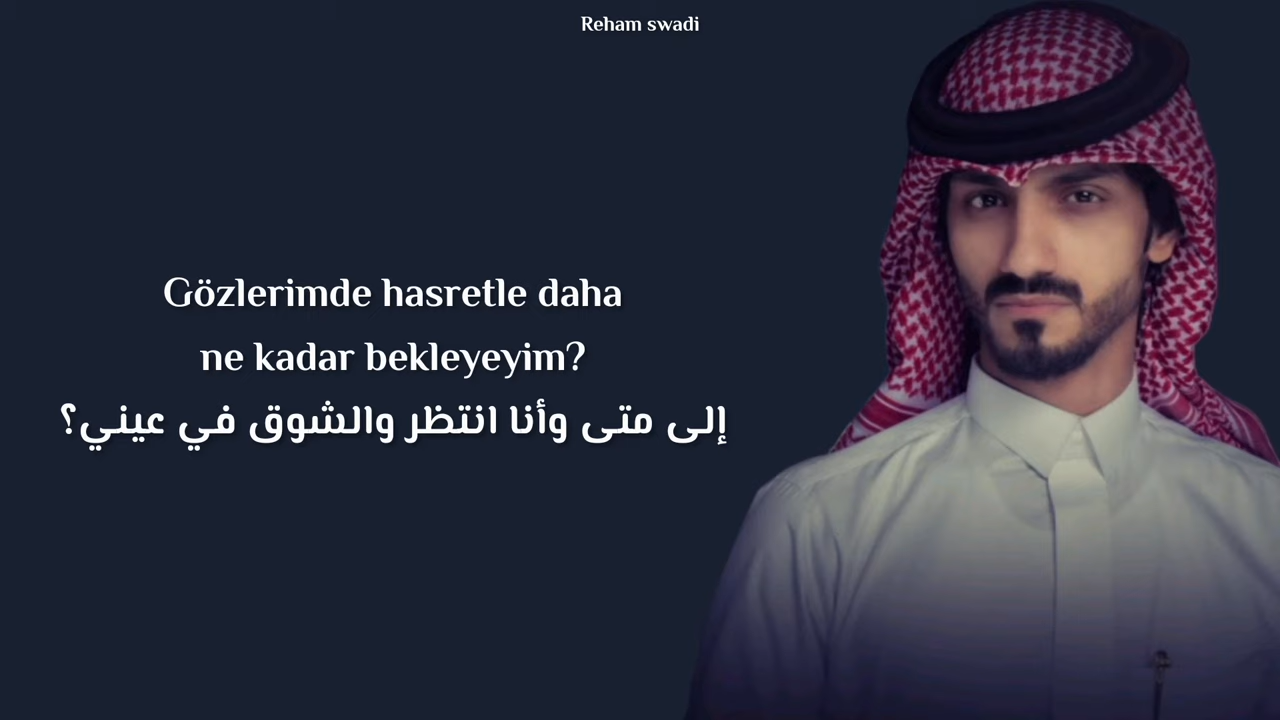 Reham swadi
Gözlerimde hasretle daha
ne kadar bekleyeyim?
إلى متى وأنا انتظر والشوق في عيني؟